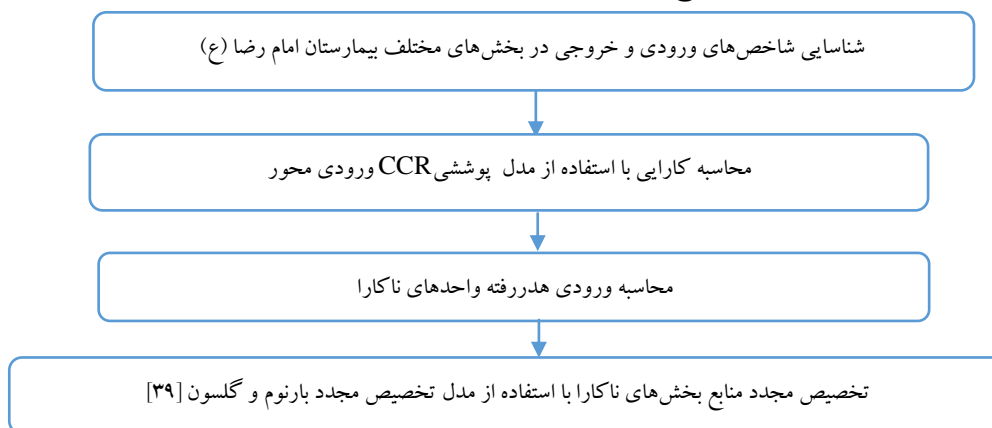 شناسایی شاخص‌های ورودی و خروجی در بخش‌های مختلف بیمارستان امام رضا (ع)
محاسبه کارایی با استفاده از مدل پوششی CCR ورودی محور
محاسبه ورودی هدررفته واحدهای ناکارا
تخصیص مجدد منابع بخش‌های ناکارا با استفاده از مدل تخصیص مجدد بارنوم و گلسون [۳۹]